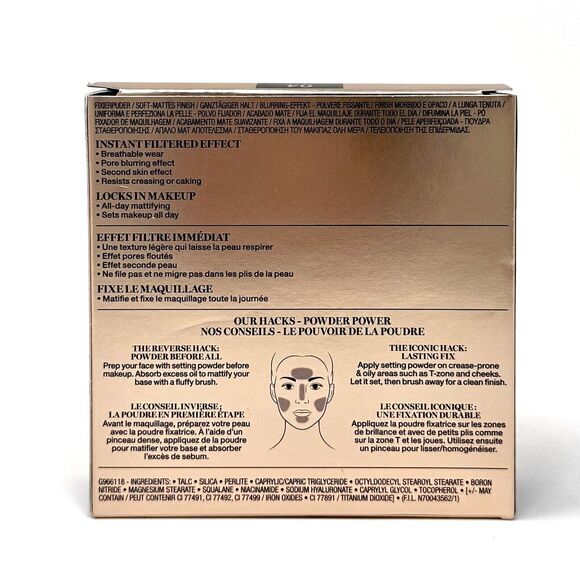 04
FIXIERPUDER / SOFT-MATTES FINISH / GANZTÄGIGER HALT / BLURRING-EFFEKT - POLVERE FISSANTE / FINISH MORBIDO E OPACO / A LUNGA TENUTA /
UNIFORMA E PERFEZIONA LA PELLE - POLVO FIJADOR / ACABADO MATE / FIJA EL MAQUILLAJE DURANTE TODO EL DÍA / DIFUMINA LA PIEL - PÓ
FIXADOR DE MAQUILHAGEM / ACABAMENTO MATE SUAVIZANTE / FIXA A MAQUILHAGEM DURANTE TODO O DIA / PELE APERFEIÇOADA - ΠΟΥΔΡΑ
ΣΤΑΘΕΡΟΠΟΙΗΣΗΣ / ΑΠΑΛΟ ΜΑΤ ΑΠΟΤΕΛΕΣΜΑ / ΣΤΑΘΕΡΟΠΟΙΗΣΗ ΤΟΥ ΜΑΚΙΓΙΑΖ ΟΛΗ ΜΕΡΑ / ΤΕΛΕΙΟΠΟΙΗΣΗ ΤΗΣ ΕΠΙΔΕΡΜΙΔΑΣ.
INSTANT FILTERED EFFECT
• Breathable wear
• Pore blurring effect
• Second skin effect
• Resists creasing or caking
LOCKS IN MAKEUP
• All-day mattifying
• Sets makeup all day
EFFET FILTRE IMMÉDIAT
• Une texture légère qui laisse la peau respirer
• Effet pores floutés
• Effet seconde peau
• Ne file pas et ne migre pas dans les plis de la peau
FIXE LE MAQUILLAGE
• Matifie et fixe le maquillage toute la journée
OUR HACKS - POWDER POWER
NOS CONSEILS - LE POUVOIR DE LA POUDRE
THE REVERSE HACK:
POWDER BEFORE ALL
Prep your face with setting powder before
makeup. Absorb excess oil to mattify your
base with a fluffy brush.
LE CONSEIL INVERSE :
LA POUDRE EN PREMIÈRE ÉTAPE
Avant le maquillage, préparez votre peau
avec la poudre fixatrice. À l'aide d'un
pinceau dense, appliquez de la poudre
pour matifier votre base et absorber
l'excès de sebum.
THE ICONIC HACK:
LASTING FIX
Apply setting powder on crease-prone
& oily areas such as T-zone and cheeks.
Let it set, then brush away for a clean finish.
LE CONSEIL ICONIQUE :
UNE FIXATION DURABLE
Appliquez la poudre fixatrice sur les zones
de brillance et avec de petits plis comme
sur la zone T et les joues. Utilisez ensuite
un pinceau pour lisser/homogénéiser.
G966118 - INGREDIENTS: • TALC • SILICA • PERLITE • CAPRYLIC/CAPRIC TRIGLYCERIDE • OCTYLDODECYL STEAROYL STEARATE • BORON
NITRIDE • MAGNESIUM STEARATE • SQUALANE • NIACINAMIDE • SODIUM HYALURONATE • CAPRYLYL GLYCOL • TOCOPHEROL • [+/- MAY
CONTAIN / PEUT CONTENIR CI 77491, CI 77492, CI 77499 / IRON OXIDES • CI 77891 / TITANIUM DIOXIDE] • (F.I.L. N70043562/1)